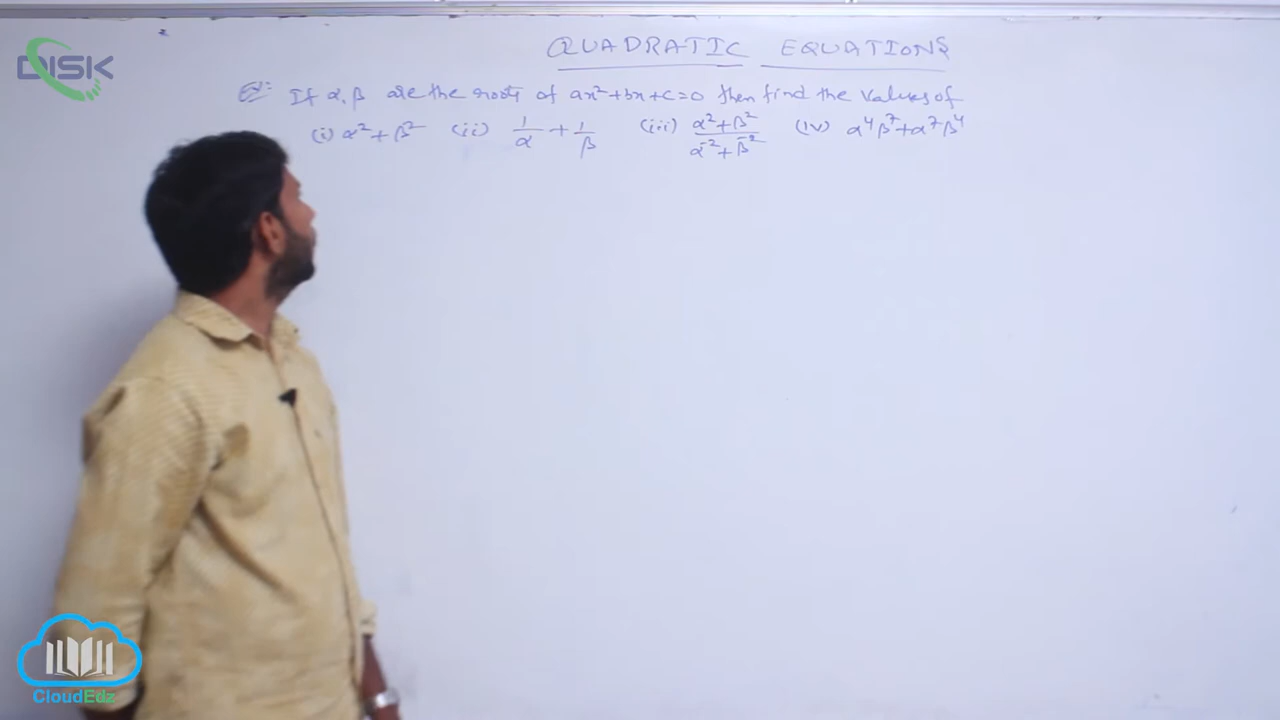 DISK
QUADRATIC EQUATIONS
Ex: If α, β are the roots of ax²+bx+c=0 then find the values of
(i) α²+β² (ii) 1/α + 1/β (iii) (α²+β²)/(α⁻²+β⁻²) (iv) α⁴β⁷+α⁷β⁴
CloudEdz